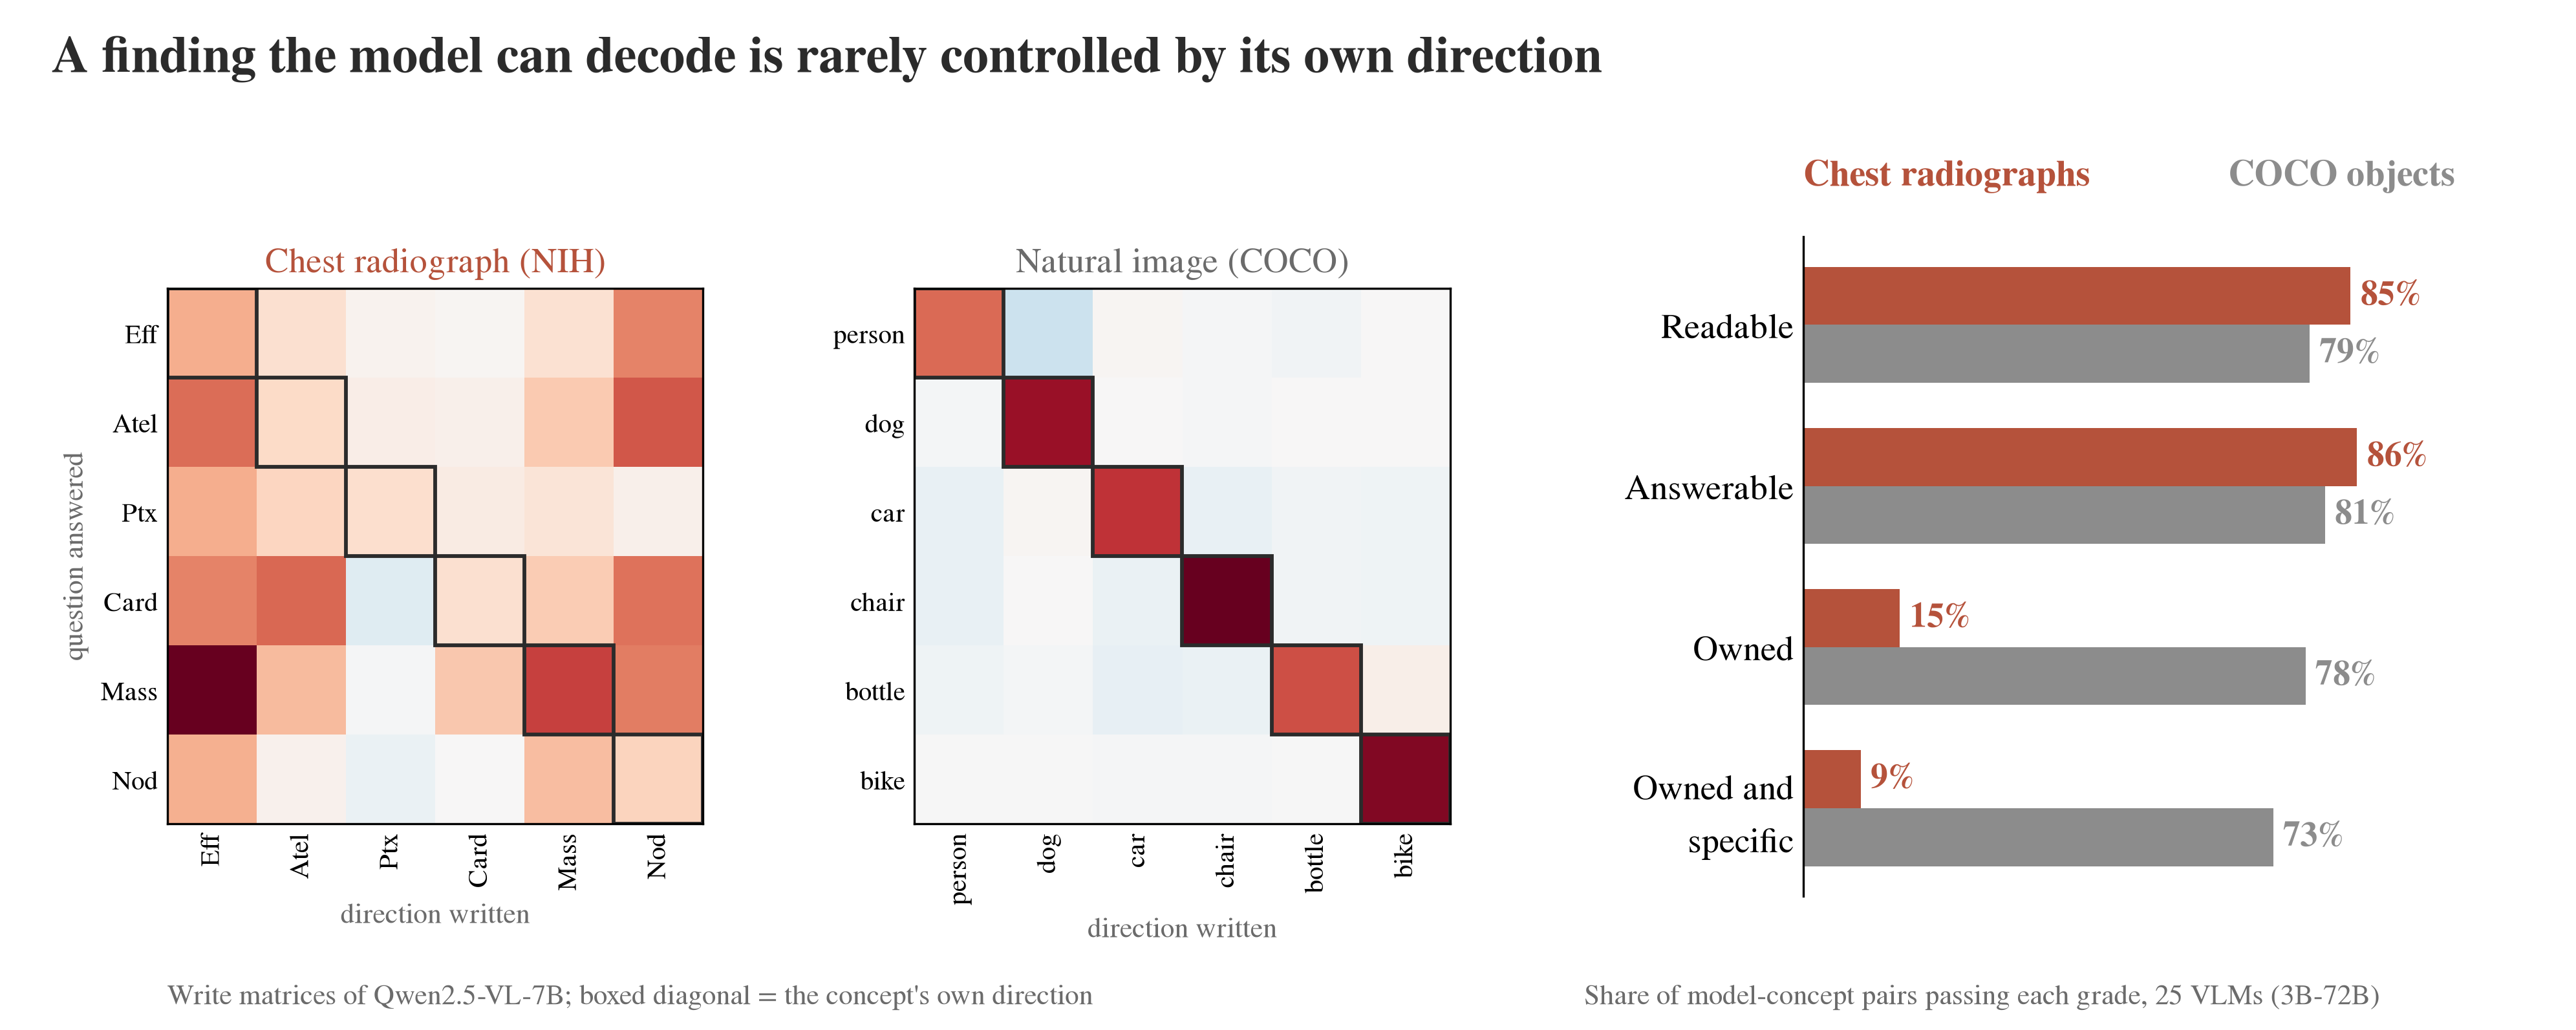 A finding the model can decode is rarely controlled by its own direction
Chest radiograph (NIH)
question answered
Eff
Atel
Ptx
Card
Mass
Nod
Eff
Atel
Ptx
Card
Mass
Nod
direction written
Natural image (COCO)
person
dog
car
chair
bottle
bike
person
dog
car
chair
bottle
bike
direction written
Write matrices of Qwen2.5-VL-7B; boxed diagonal = the concept's own direction
Chest radiographs
COCO objects
Readable
85%
79%
Answerable
86%
81%
Owned
15%
78%
Owned and
specific
9%
73%
Share of model-concept pairs passing each grade, 25 VLMs (3B-72B)